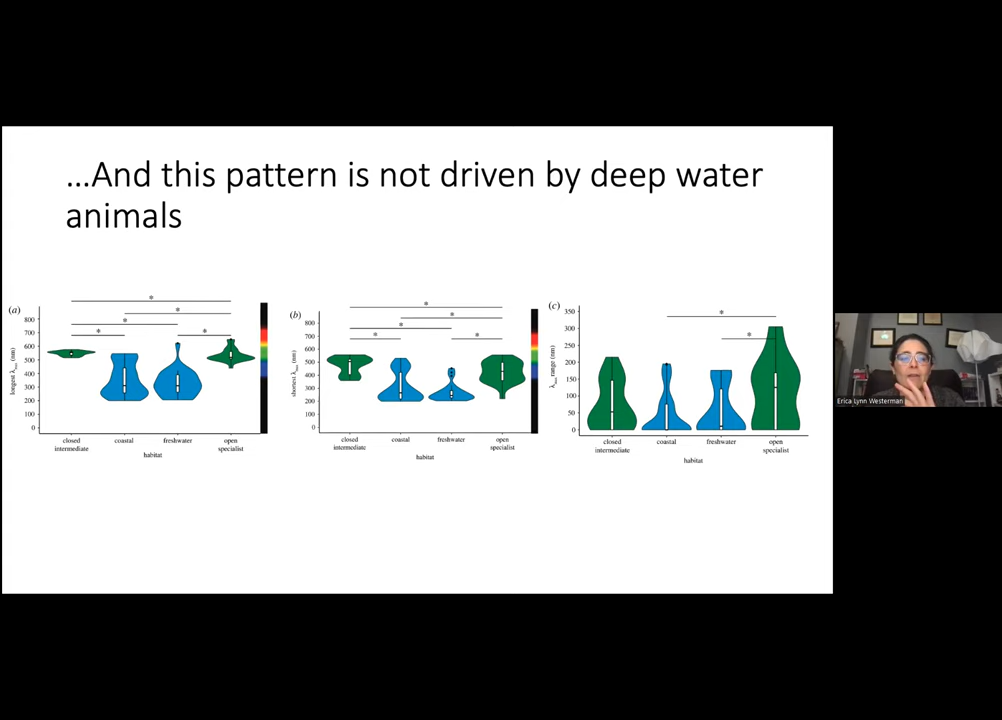 ...And this pattern is not driven by deep water
animals
(a)
longest λmax (nm)
800
700
600
500
400
300
200
100
0
closed
intermediate
coastal
freshwater
open
specialist
habitat
* * * * *
(b)
shortest λmax (nm)
800
700
600
500
400
300
200
100
0
closed
intermediate
coastal
freshwater
open
specialist
habitat
* * * * *
(c)
λmax range (nm)
350
300
250
200
150
100
50
0
closed
intermediate
coastal
freshwater
open
specialist
habitat
* *
Erica Lynn Westerman